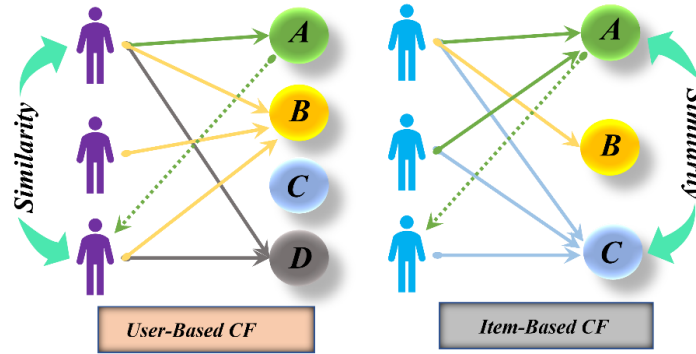 Similarity
A
B
C
D
User-Based CF
A
B
C
Similarity
Item-Based CF